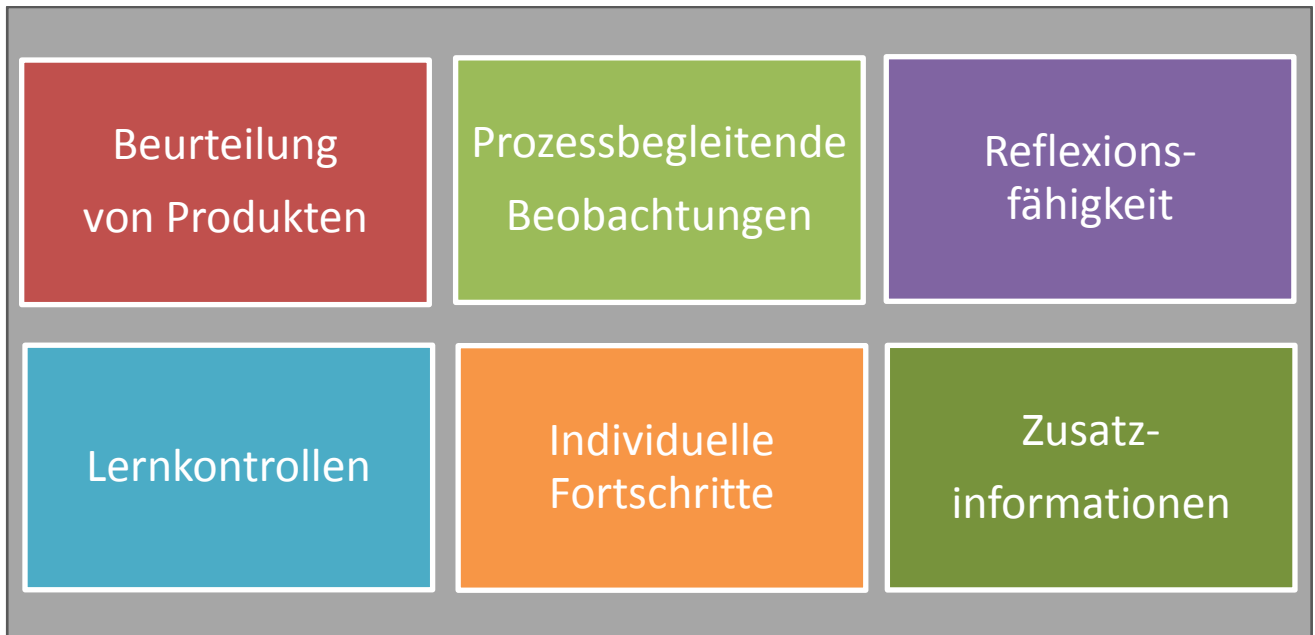 Beurteilung
von Produkten
Prozessbegleitende
Beobachtungen
Reflexions-
fähigkeit
Lernkontrollen
Individuelle
Fortschritte
Zusatz-
informationen